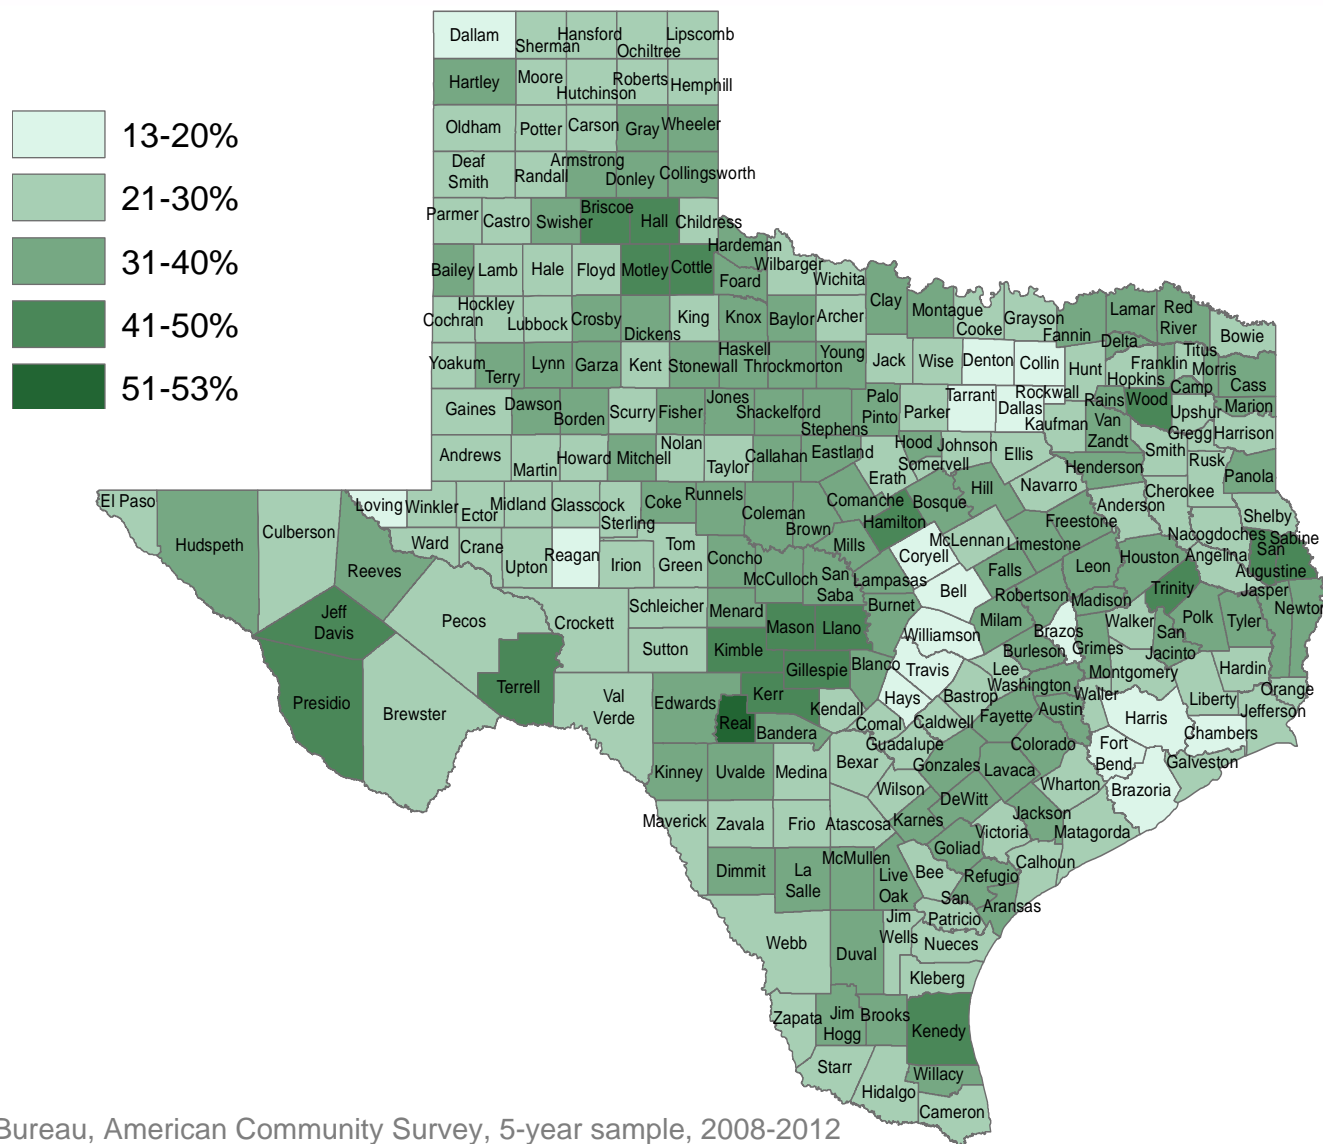 13-20%
21-30%
31-40%
41-50%
51-53%
Dallam
Sherman
Hansford
Ochiltree
Lipscomb
Hartley
Moore
Hutchinson
Roberts
Hemphill
Oldham
Potter
Carson
Gray
Wheeler
Deaf
Smith
Randall
Armstrong
Donley
Collingsworth
Parmer
Castro
Swisher
Briscoe
Hall
Childress
Bailey
Lamb
Hale
Floyd
Motley
Cottle
Hardeman
Foard
Wilbarger
Wichita
Cochran
Hockley
Lubbock
Crosby
Dickens
King
Knox
Baylor
Archer
Clay
Montague
Cooke
Grayson
Fannin
Lamar
Red
River
Bowie
Yoakum
Terry
Lynn
Garza
Kent
Stonewall
Haskell
Throckmorton
Young
Jack
Wise
Denton
Collin
Hunt
Delta
Hopkins
Franklin
Titus
Morris
Camp
Cass
Gaines
Dawson
Borden
Scurry
Fisher
Jones
Shackelford
Stephens
Palo
Pinto
Parker
Tarrant
Dallas
Rockwall
Kaufman
Rains
Wood
Van
Zandt
Upshur
Marion
Gregg
Harrison
Andrews
Martin
Howard
Mitchell
Nolan
Taylor
Callahan
Eastland
Erath
Hood
Somervell
Johnson
Ellis
Navarro
Henderson
Smith
Rusk
Panola
El Paso
Hudspeth
Culberson
Loving
Winkler
Ector
Midland
Glasscock
Sterling
Coke
Runnels
Coleman
Brown
Comanche
Mills
Hamilton
Bosque
Hill
Freestone
Anderson
Cherokee
Nacogdoches
Shelby
Sabine
San
Augustine
Reeves
Ward
Crane
Upton
Reagan
Irion
Tom
Green
Concho
McCulloch
San
Saba
Lampasas
Coryell
McLennan
Limestone
Falls
Leon
Houston
Angelina
Trinity
Jasper
Newton
Jeff
Davis
Pecos
Crockett
Schleicher
Menard
Mason
Llano
Burnet
Bell
Williamson
Milam
Robertson
Madison
Brazos
Walker
Polk
Tyler
San
Jacinto
Grimes
Burleson
Presidio
Brewster
Terrell
Sutton
Kimble
Gillespie
Blanco
Travis
Hays
Bastrop
Lee
Washington
Montgomery
Hardin
Liberty
Orange
Jefferson
Val
Verde
Edwards
Real
Kerr
Kendall
Bandera
Comal
Caldwell
Fayette
Austin
Waller
Harris
Chambers
Kinney
Uvalde
Medina
Bexar
Guadalupe
Gonzales
Lavaca
Colorado
Fort
Bend
Galveston
Brazoria
Wharton
Wilson
DeWitt
Jackson
Maverick
Zavala
Frio
Atascosa
Karnes
Victoria
Matagorda
Goliad
Calhoun
Dimmit
La
Salle
McMullen
Live
Oak
Bee
Refugio
Aransas
San
Patricio
Webb
Duval
Jim
Wells
Nueces
Kleberg
Zapata
Jim
Hogg
Brooks
Kenedy
Starr
Hidalgo
Willacy
Cameron
Bureau, American Community Survey, 5-year sample, 2008-2012